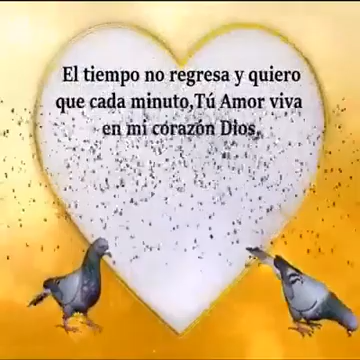 El tiempo no regresa y quiero
que cada minuto,Tú Amor viva
en mi corazón Dios.